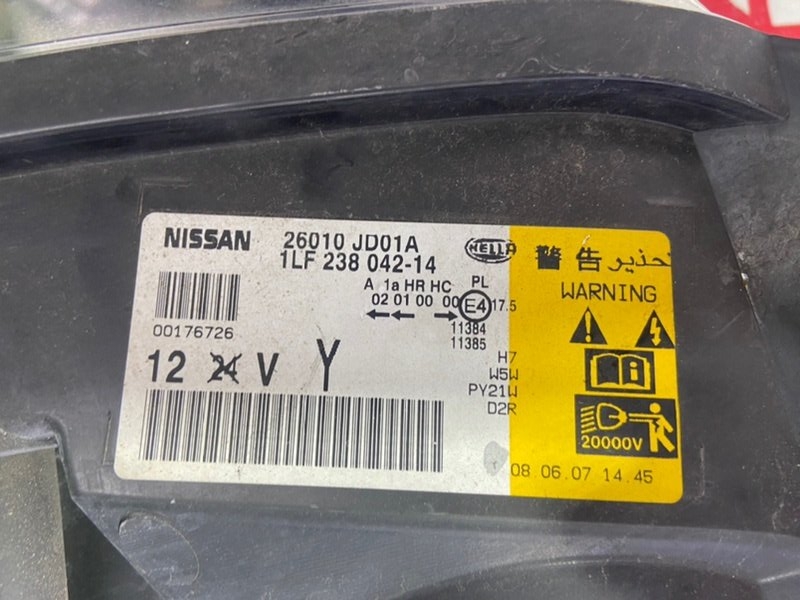 NISSAN 26010 JD01A HELLA
1LF 238 042-14
A 1a HR HC PL
02 01 00 00 E4 17.5
11384
11385
00176726
12 24 V Y
H7
W5W
PY21W
D2R
警告 تحذير
WARNING
20000V
08.06.07 14.45